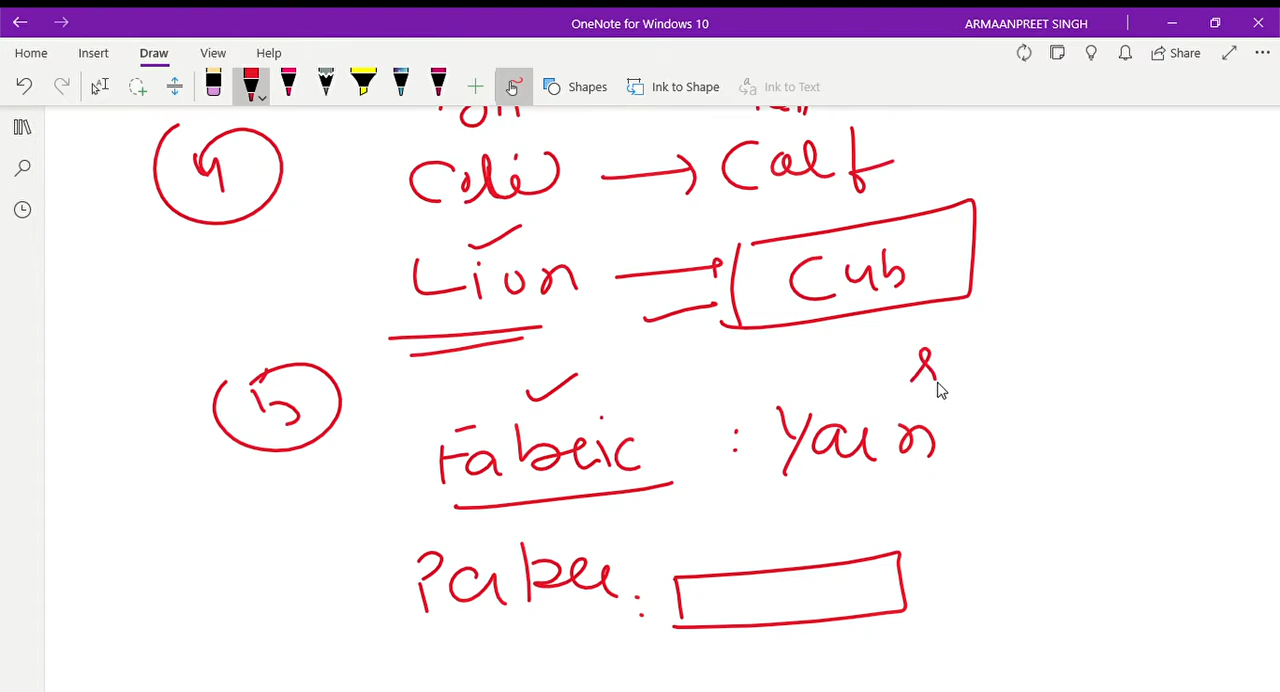 OneNote for Windows 10
ARMAANPREET SINGH
Home Insert Draw View Help
Share
Shapes Ink to Shape Ink to Text
4 → Calf
Lion Cub
5
Fabric : Yarn
Paper :